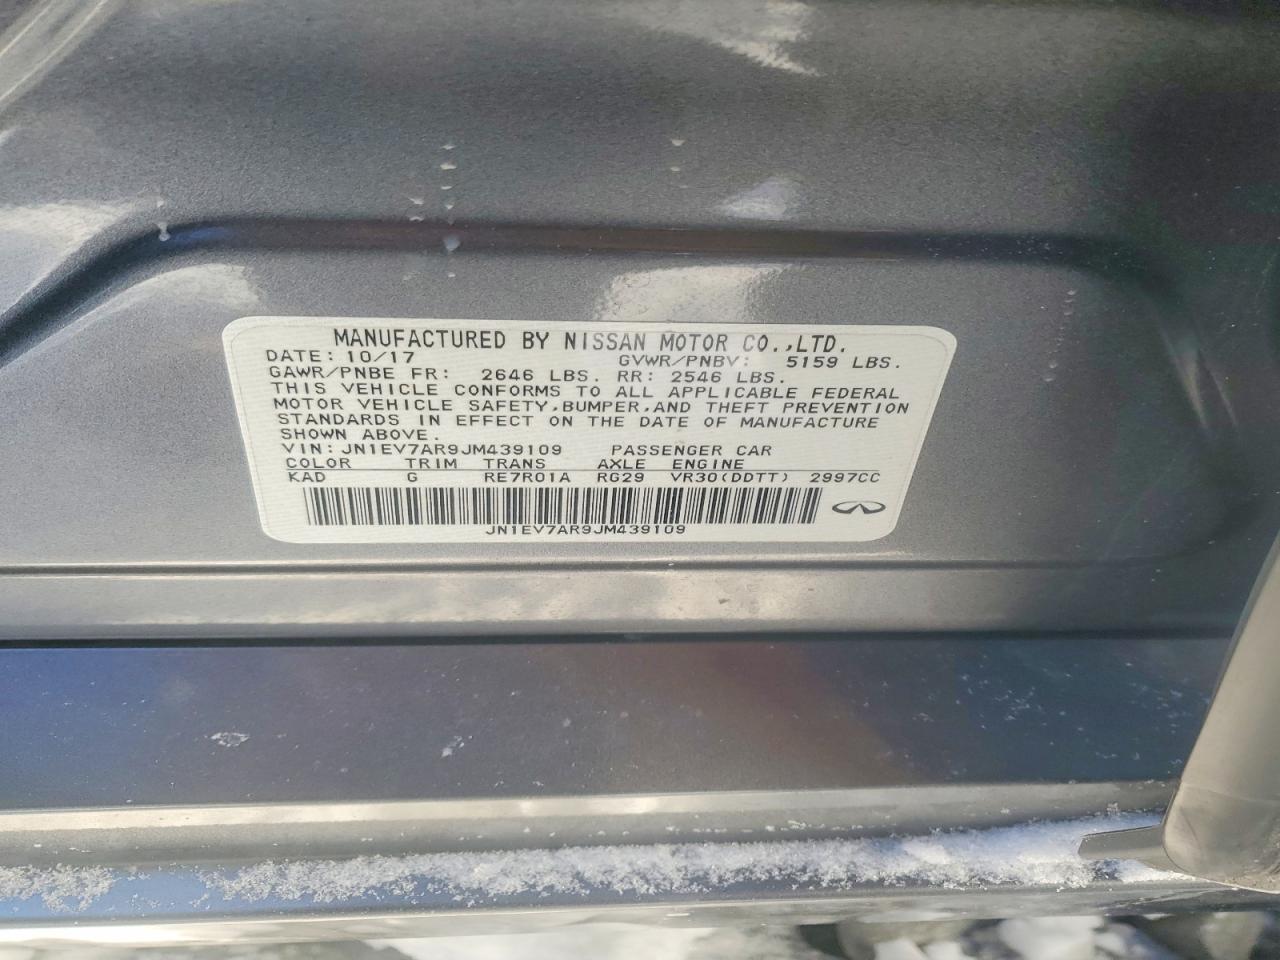 MANUFACTURED BY NISSAN MOTOR CO.,LTD.
DATE: 10/17 GVWR/PNBV: 5159 LBS.
GAWR/PNBE FR: 2646 LBS. RR: 2546 LBS.
THIS VEHICLE CONFORMS TO ALL APPLICABLE FEDERAL
MOTOR VEHICLE SAFETY,BUMPER,AND THEFT PREVENTION
STANDARDS IN EFFECT ON THE DATE OF MANUFACTURE
SHOWN ABOVE.
VIN: JN1EV7AR9JM439109 PASSENGER CAR
COLOR TRIM TRANS AXLE ENGINE
KAD G RE7R01A RG29 VR30(DDTT) 2997CC
JN1EV7AR9JM439109